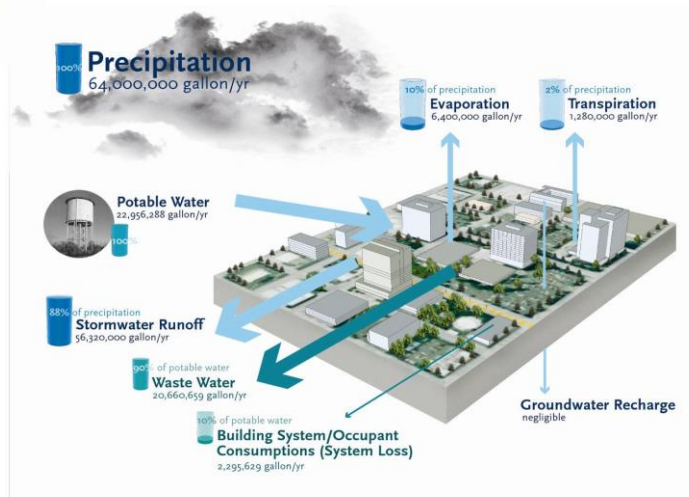 100%
Precipitation
64,000,000 gallon/yr
10% of precipitation
Evaporation
6,400,000 gallon/yr
2% of precipitation
Transpiration
1,280,000 gallon/yr
Potable Water
22,956,288 gallon/yr
100%
88% of precipitation
Stormwater Runoff
56,320,000 gallon/yr
90% of potable water
Waste Water
20,660,659 gallon/yr
10% of potable water
Building System/Occupant
Consumptions (System Loss)
2,295,629 gallon/yr
Groundwater Recharge
negligible